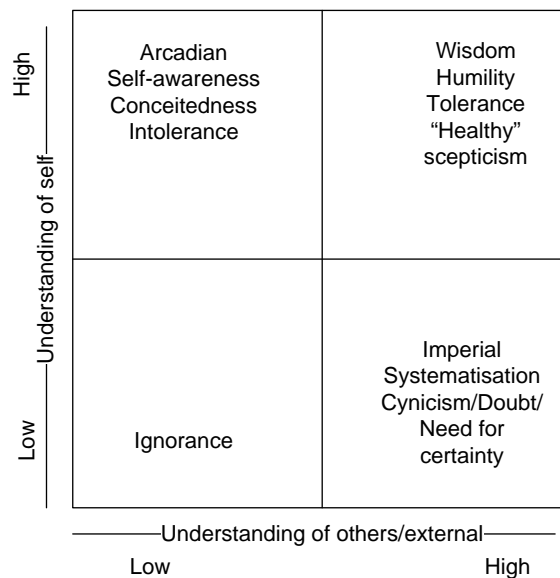 High
Understanding of self
Low
Arcadian
Self-awareness
Conceitedness
Intolerance
Wisdom
Humility
Tolerance
“Healthy”
scepticism
Ignorance
Imperial
Systematisation
Cynicism/Doubt/
Need for
certainty
Understanding of others/external
Low
High